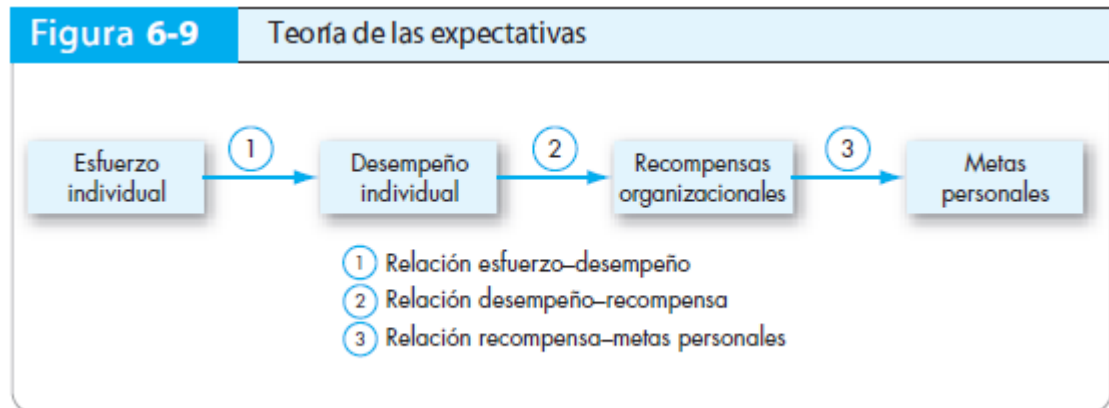 Figura 6-9
Teoría de las expectativas
1
2
3
Esfuerzo
individual
Desempeño
individual
Recompensas
organizacionales
Metas
personales
1 Relación esfuerzo–desempeño
2 Relación desempeño–recompensa
3 Relación recompensa–metas personales